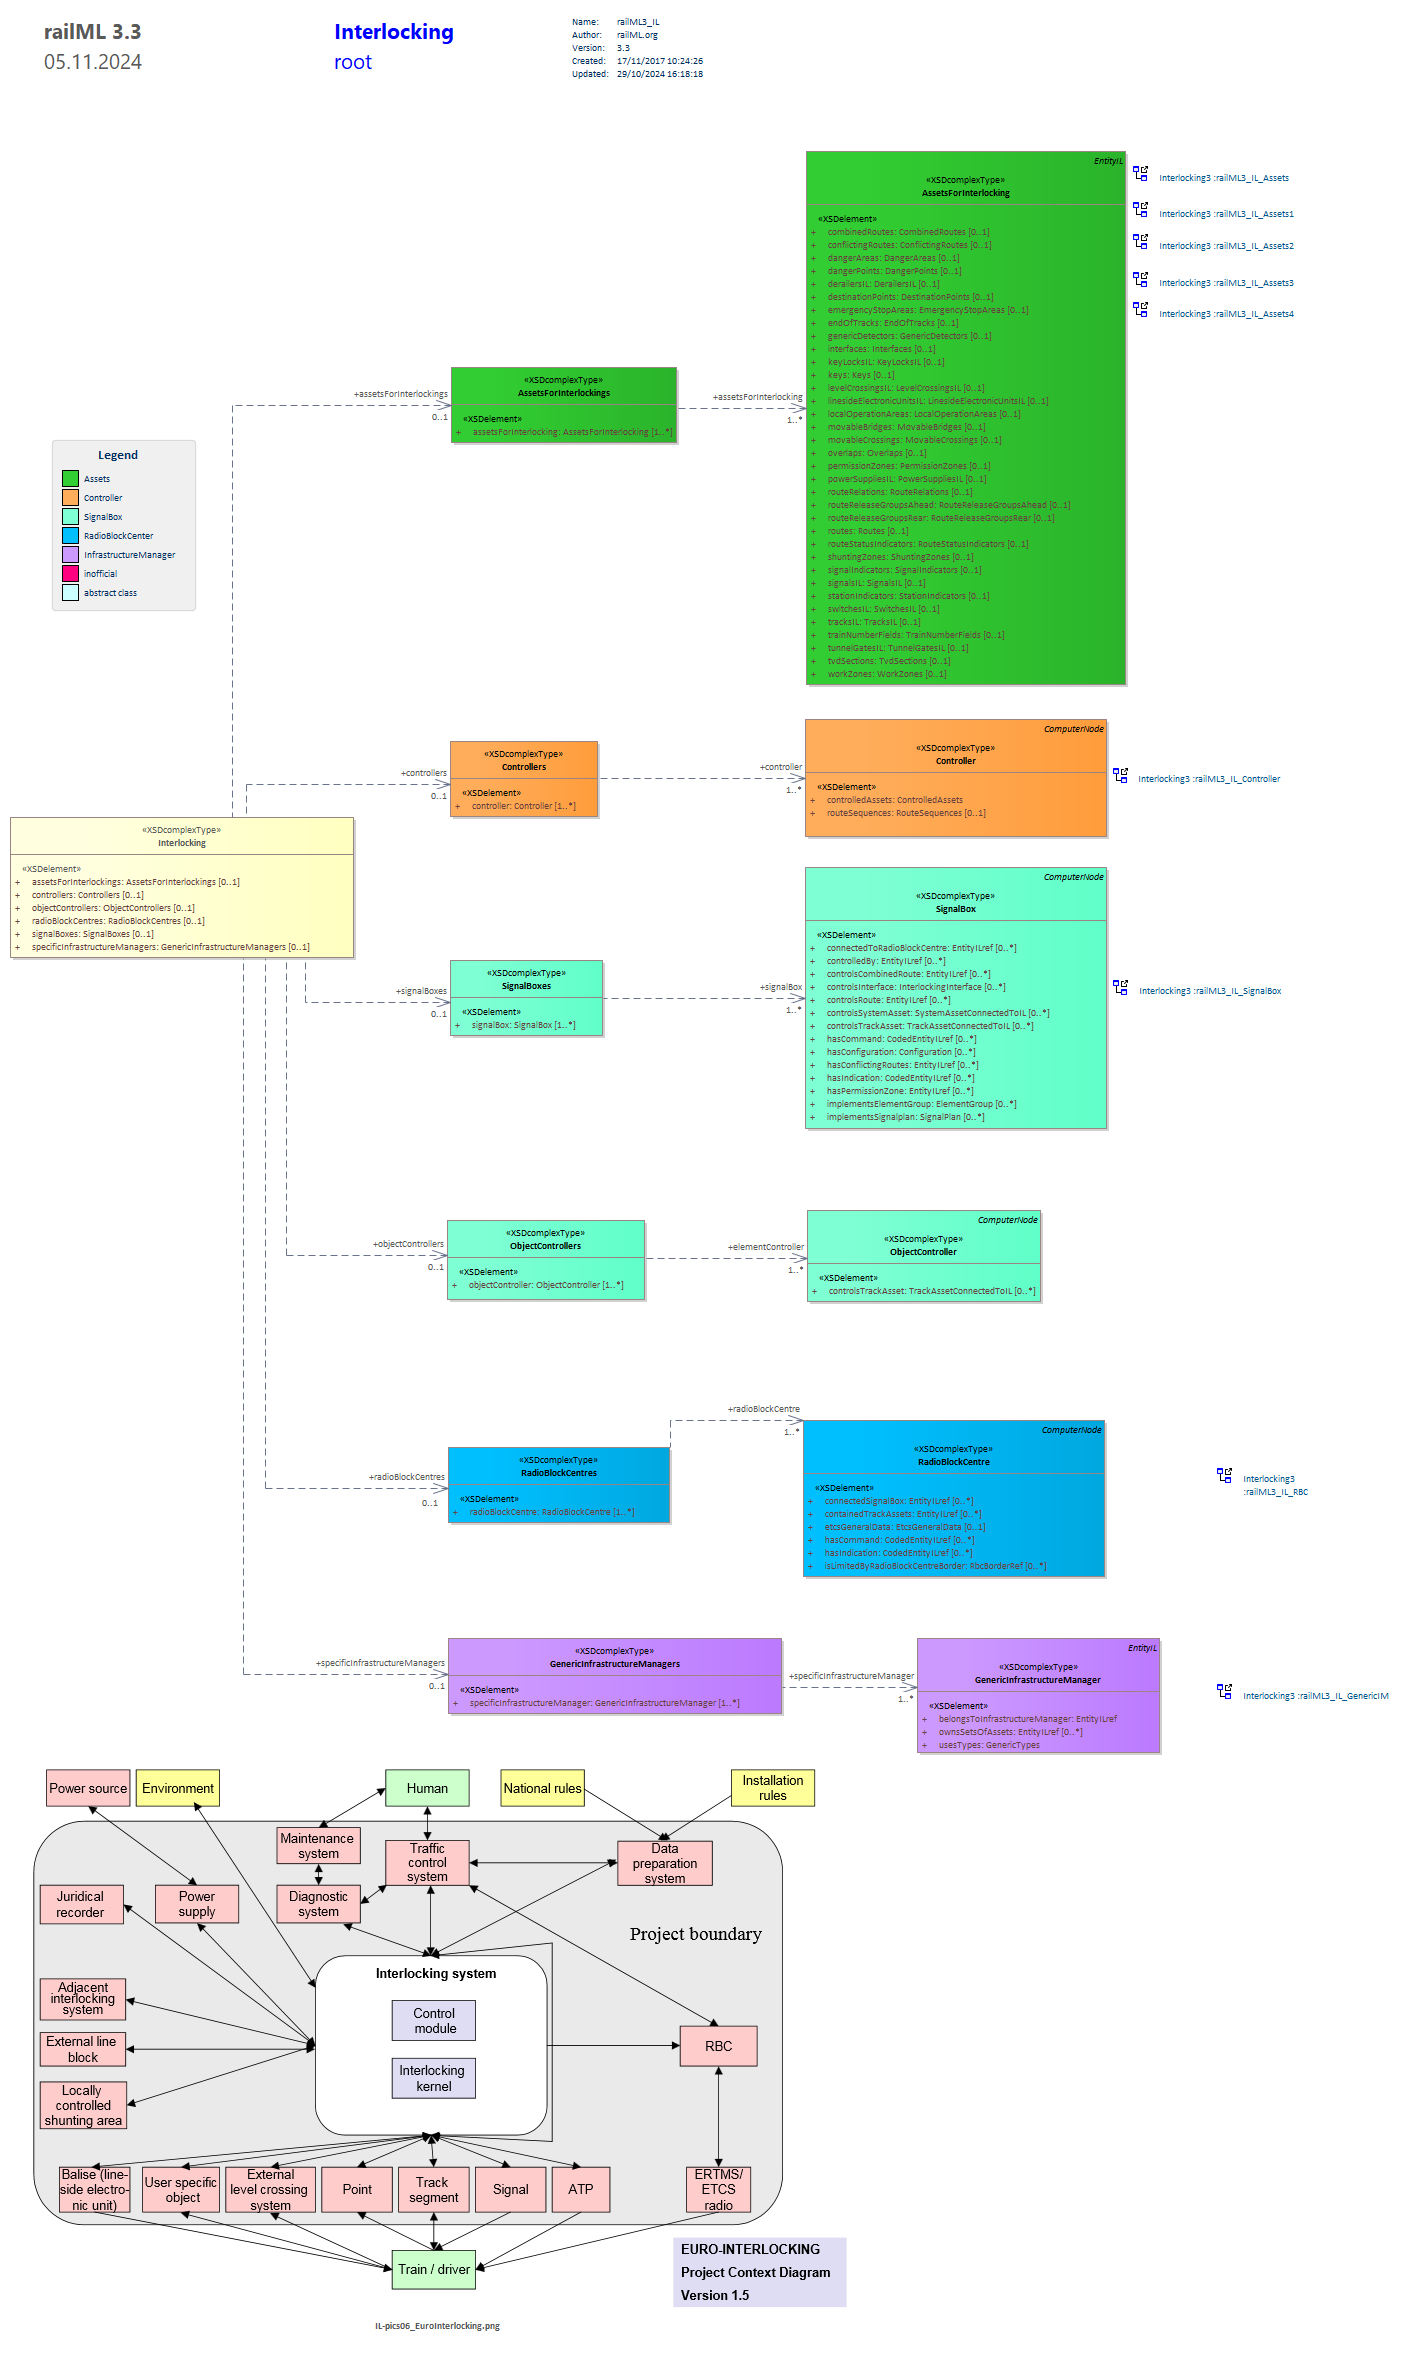 railML 3.3
05.11.2024
Interlocking
root
Name: railML3_IL
Author: railML.org
Version: 3.3
Created: 17/11/2017 10:24:26
Updated: 29/10/2024 16:18:18
EntityIL
«XSDcomplexType»
AssetsForInterlocking
«XSDelement»
+ combinedRoutes: CombinedRoutes [0..1]
+ conflictingRoutes: ConflictingRoutes [0..1]
+ dangerAreas: DangerAreas [0..1]
+ dangerPoints: DangerPoints [0..1]
+ derailersIL: DerailersIL [0..1]
+ destinationPoints: DestinationPoints [0..1]
+ emergencyStopAreas: EmergencyStopAreas [0..1]
+ endOfTracks: EndOfTracks [0..1]
+ genericDetectors: GenericDetectors [0..1]
+ interfaces: Interfaces [0..1]
+ keyLocksIL: KeyLocksIL [0..1]
+ keys: Keys [0..1]
+ levelCrossingsIL: LevelCrossingsIL [0..1]
+ linesideElectronicUnitsIL: LinesideElectronicUnitsIL [0..1]
+ localOperationAreas: LocalOperationAreas [0..1]
+ movableBridges: MovableBridges [0..1]
+ movableCrossings: MovableCrossings [0..1]
+ overlaps: Overlaps [0..1]
+ permissionZones: PermissionZones [0..1]
+ powerSuppliesIL: PowerSuppliesIL [0..1]
+ routeRelations: RouteRelations [0..1]
+ routeReleaseGroupsAhead: RouteReleaseGroupsAhead [0..1]
+ routeReleaseGroupsRear: RouteReleaseGroupsRear [0..1]
+ routes: Routes [0..1]
+ routeStatusIndicators: RouteStatusIndicators [0..1]
+ shuntingZones: ShuntingZones [0..1]
+ signalIndicators: SignalIndicators [0..1]
+ signalsIL: SignalsIL [0..1]
+ stationIndicators: StationIndicators [0..1]
+ switchesIL: SwitchesIL [0..1]
+ tracksIL: TracksIL [0..1]
+ trainNumberFields: TrainNumberFields [0..1]
+ tunnelGatesIL: TunnelGatesIL [0..1]
+ tvdSections: TvdSections [0..1]
+ workZones: WorkZones [0..1]
Interlocking3 :railML3_IL_Assets
Interlocking3 :railML3_IL_Assets1
Interlocking3 :railML3_IL_Assets2
Interlocking3 :railML3_IL_Assets3
Interlocking3 :railML3_IL_Assets4
+assetsForInterlockings
0..1
«XSDcomplexType»
AssetsForInterlockings
«XSDelement»
+ assetsForInterlocking: AssetsForInterlocking [1..*]
+assetsForInterlocking
1..*
Legend
Assets
Controller
SignalBox
RadioBlockCenter
InfrastructureManager
inofficial
abstract class
+controllers
0..1
«XSDcomplexType»
Controllers
«XSDelement»
+ controller: Controller [1..*]
+controller
1..*
ComputerNode
«XSDcomplexType»
Controller
«XSDelement»
+ controlledAssets: ControlledAssets
+ routeSequences: RouteSequences [0..1]
Interlocking3 :railML3_IL_Controller
«XSDcomplexType»
Interlocking
«XSDelement»
+ assetsForInterlockings: AssetsForInterlockings [0..1]
+ controllers: Controllers [0..1]
+ objectControllers: ObjectControllers [0..1]
+ radioBlockCentres: RadioBlockCentres [0..1]
+ signalBoxes: SignalBoxes [0..1]
+ specificInfrastructureManagers: GenericInfrastructureManagers [0..1]
+signalBoxes
0..1
«XSDcomplexType»
SignalBoxes
«XSDelement»
+ signalBox: SignalBox [1..*]
+signalBox
1..*
ComputerNode
«XSDcomplexType»
SignalBox
«XSDelement»
+ connectedToRadioBlockCentre: EntityILref [0..*]
+ controlledBy: EntityILref [0..*]
+ controlsCombinedRoute: EntityILref [0..*]
+ controlsInterface: InterlockingInterface [0..*]
+ controlsRoute: EntityILref [0..*]
+ controlsSystemAsset: SystemAssetConnectedToIL [0..*]
+ controlsTrackAsset: TrackAssetConnectedToIL [0..*]
+ hasCommand: CodedEntityILref [0..*]
+ hasConfiguration: Configuration [0..*]
+ hasConflictingRoutes: EntityILref [0..*]
+ hasIndication: CodedEntityILref [0..*]
+ hasPermissionZone: EntityILref [0..*]
+ implementsElementGroup: ElementGroup [0..*]
+ implementsSignalplan: SignalPlan [0..*]
Interlocking3 :railML3_IL_SignalBox
+objectControllers
0..1
«XSDcomplexType»
ObjectControllers
«XSDelement»
+ objectController: ObjectController [1..*]
+elementController
1..*
ComputerNode
«XSDcomplexType»
ObjectController
«XSDelement»
+ controlsTrackAsset: TrackAssetConnectedToIL [0..*]
+radioBlockCentres
0..1
«XSDcomplexType»
RadioBlockCentres
«XSDelement»
+ radioBlockCentre: RadioBlockCentre [1..*]
+radioBlockCentre
1..*
ComputerNode
«XSDcomplexType»
RadioBlockCentre
«XSDelement»
+ connectedSignalBox: EntityILref [0..*]
+ containedTrackAssets: EntityILref [0..*]
+ etcsGeneralData: EtcsGeneralData [0..1]
+ hasCommand: CodedEntityILref [0..*]
+ hasIndication: CodedEntityILref [0..*]
+ isLimitedByRadioBlockCentreBorder: RbcBorderRef [0..*]
Interlocking3
:railML3_IL_RBC
+specificInfrastructureManagers
0..1
«XSDcomplexType»
GenericInfrastructureManagers
«XSDelement»
+ specificInfrastructureManager: GenericInfrastructureManager [1..*]
+specificInfrastructureManager
1..*
EntityIL
«XSDcomplexType»
GenericInfrastructureManager
«XSDelement»
+ belongsToInfrastructureManager: EntityILref
+ ownsSetsOfAssets: EntityILref [0..*]
+ usesTypes: GenericTypes
Interlocking3 :railML3_IL_GenericIM
Power source
Environment
Human
National rules
Installation
rules
Maintenance
system
Traffic
control
system
Data
preparation
system
Juridical
recorder
Power
supply
Diagnostic
system
Project boundary
Interlocking system
Control
module
Interlocking
kernel
Adjacent
interlocking
system
External line
block
Locally
controlled
shunting area
RBC
Balise (line-
side electro-
nic unit)
User specific
object
External
level crossing
system
Point
Track
segment
Signal
ATP
ERTMS/
ETCS
radio
Train / driver
EURO-INTERLOCKING
Project Context Diagram
Version 1.5
IL-pics06_EuroInterlocking.png